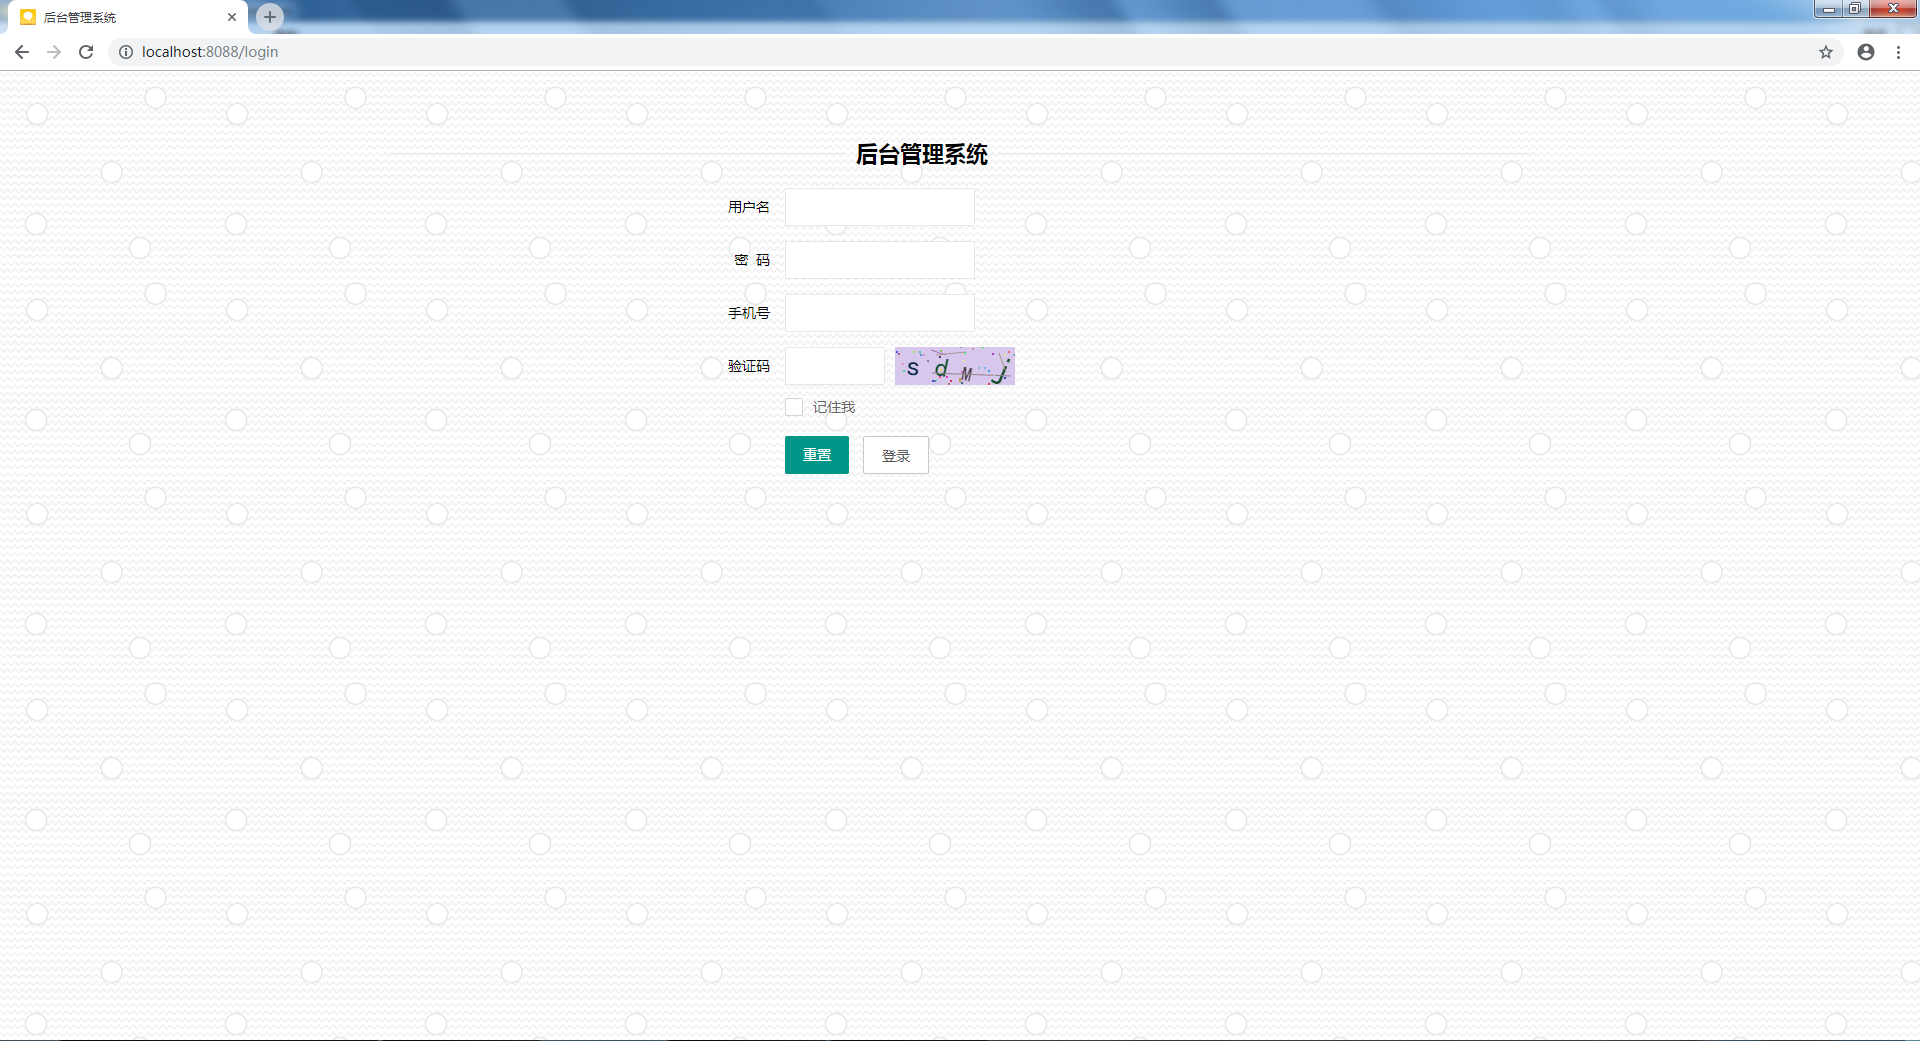 后台管理系统
localhost:8088/login
后台管理系统
用户名
密 码
手机号
验证码 s d M j
记住我
重置 登录